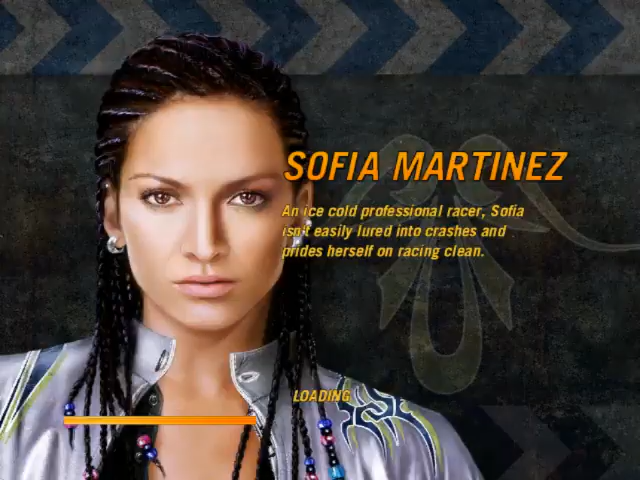 SOFIA MARTINEZ
An ice cold professional racer, Sofia
isn't easily lured into crashes and
prides herself on racing clean.
LOADING